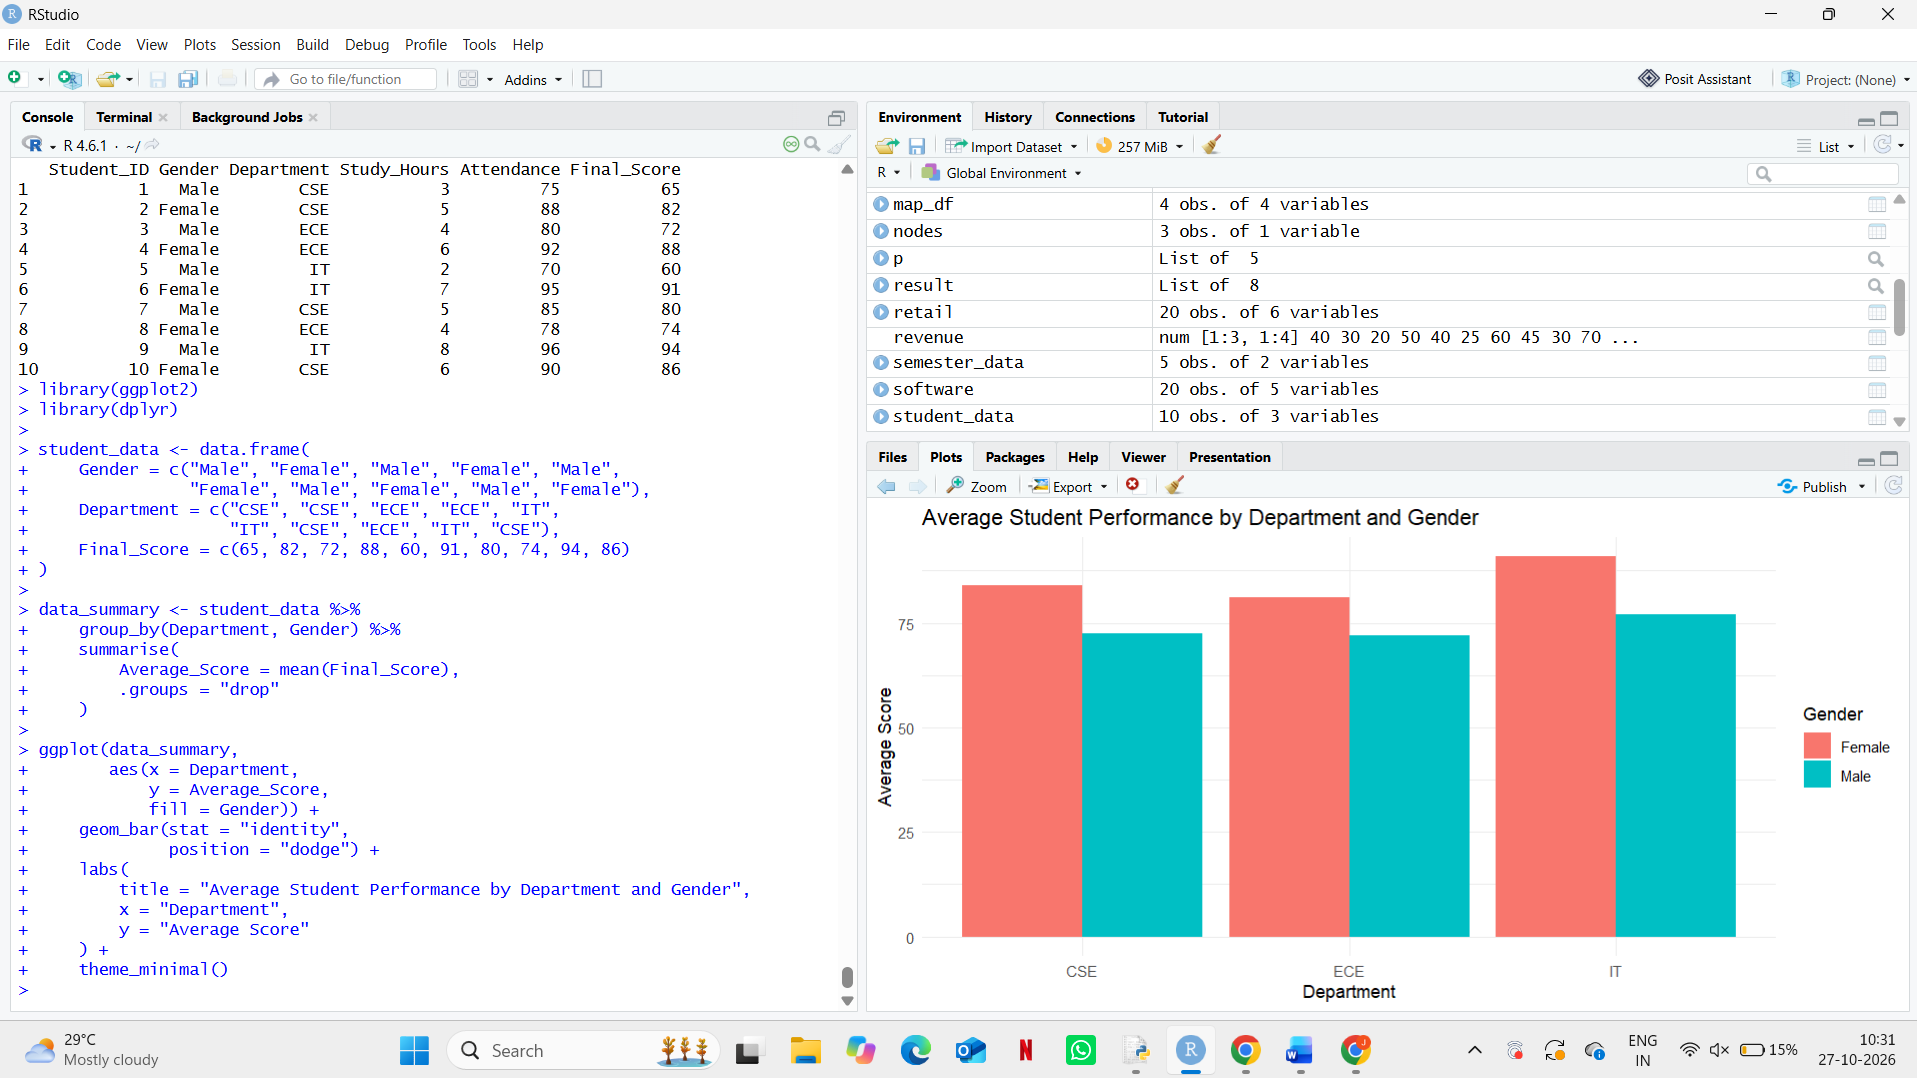 RStudio
File Edit Code View Plots Session Build Debug Profile Tools Help
Go to file/function Addins Posit Assistant Project: (None)
Console Terminal Background Jobs
R 4.6.1 · ~/
   Student_ID Gender Department Study_Hours Attendance Final_Score
1           1   Male        CSE           3         75          65
2           2 Female        CSE           5         88          82
3           3   Male        ECE           4         80          72
4           4 Female        ECE           6         92          88
5           5   Male         IT           2         70          60
6           6 Female         IT           7         95          91
7           7   Male        CSE           5         85          80
8           8 Female        ECE           4         78          74
9           9   Male         IT           8         96          94
10         10 Female        CSE           6         90          86
> library(ggplot2)
> library(dplyr)
>
> student_data <- data.frame(
+     Gender = c("Male", "Female", "Male", "Female", "Male",
+                "Female", "Male", "Female", "Male", "Female"),
+     Department = c("CSE", "CSE", "ECE", "ECE", "IT",
+                    "IT", "CSE", "ECE", "IT", "CSE"),
+     Final_Score = c(65, 82, 72, 88, 60, 91, 80, 74, 94, 86)
+ )
>
> data_summary <- student_data %>%
+     group_by(Department, Gender) %>%
+     summarise(
+         Average_Score = mean(Final_Score),
+         .groups = "drop"
+     )
>
> ggplot(data_summary,
+        aes(x = Department,
+            y = Average_Score,
+            fill = Gender)) +
+     geom_bar(stat = "identity",
+              position = "dodge") +
+     labs(
+         title = "Average Student Performance by Department and Gender",
+         x = "Department",
+         y = "Average Score"
+     ) +
+     theme_minimal()
>
Environment History Connections Tutorial
Import Dataset 257 MiB List
R Global Environment
map_df 4 obs. of 4 variables
nodes 3 obs. of 1 variable
p List of 5
result List of 8
retail 20 obs. of 6 variables
revenue num [1:3, 1:4] 40 30 20 50 40 25 60 45 30 70 ...
semester_data 5 obs. of 2 variables
software 20 obs. of 5 variables
student_data 10 obs. of 3 variables
Files Plots Packages Help Viewer Presentation
Zoom Export Publish
Average Student Performance by Department and Gender
Average Score
75
50
25
0
CSE ECE IT
Department
Gender
Female
Male
29°C
Mostly cloudy
Search
ENG
IN
15%
10:31
27-10-2026